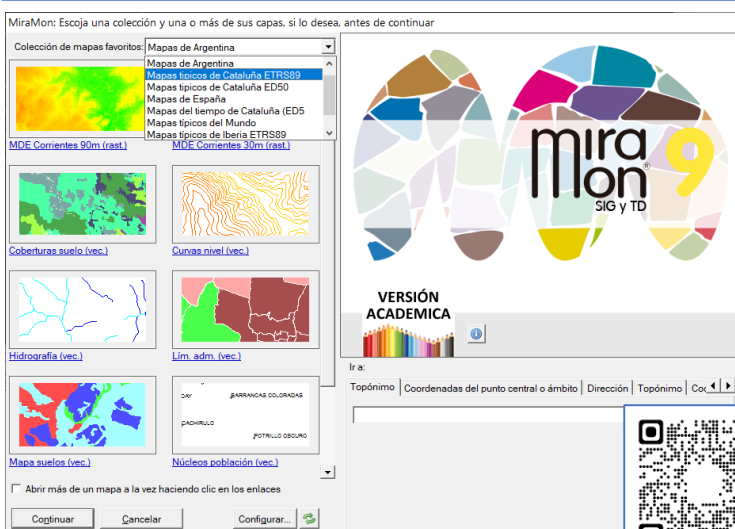 MiraMon: Escoja una colección y una o más de sus capas, si lo desea, antes de continuar
Colección de mapas favoritos: Mapas de Argentina
Mapas de Argentina
Mapas típicos de Cataluña ETRS89
Mapas típicos de Cataluña ED50
Mapas de España
Mapas del tiempo de Cataluña (ED5
Mapas típicos del Mundo
Mapas típicos de Iberia ETRS89
MDE Corrientes 90m (rast.)
MDE Corrientes 30m (rast.)
Coberturas suelo (vec.)
Curvas nivel (vec.)
Hidrografía (vec.)
Lím. adm. (vec.)
DAY
BARRANCAS COLORADAS
CACHIRULO
POTRILLO OSCURO
Mapa suelos (vec.)
Núcleos población (vec.)
Abrir más de un mapa a la vez haciendo clic en los enlaces
Continuar
Cancelar
Configurar...
mira
Mon® 9
SIG y TD
VERSIÓN
ACADEMICA
Ir a:
Topónimo
Coordenadas del punto central o ámbito
Dirección
Topónimo